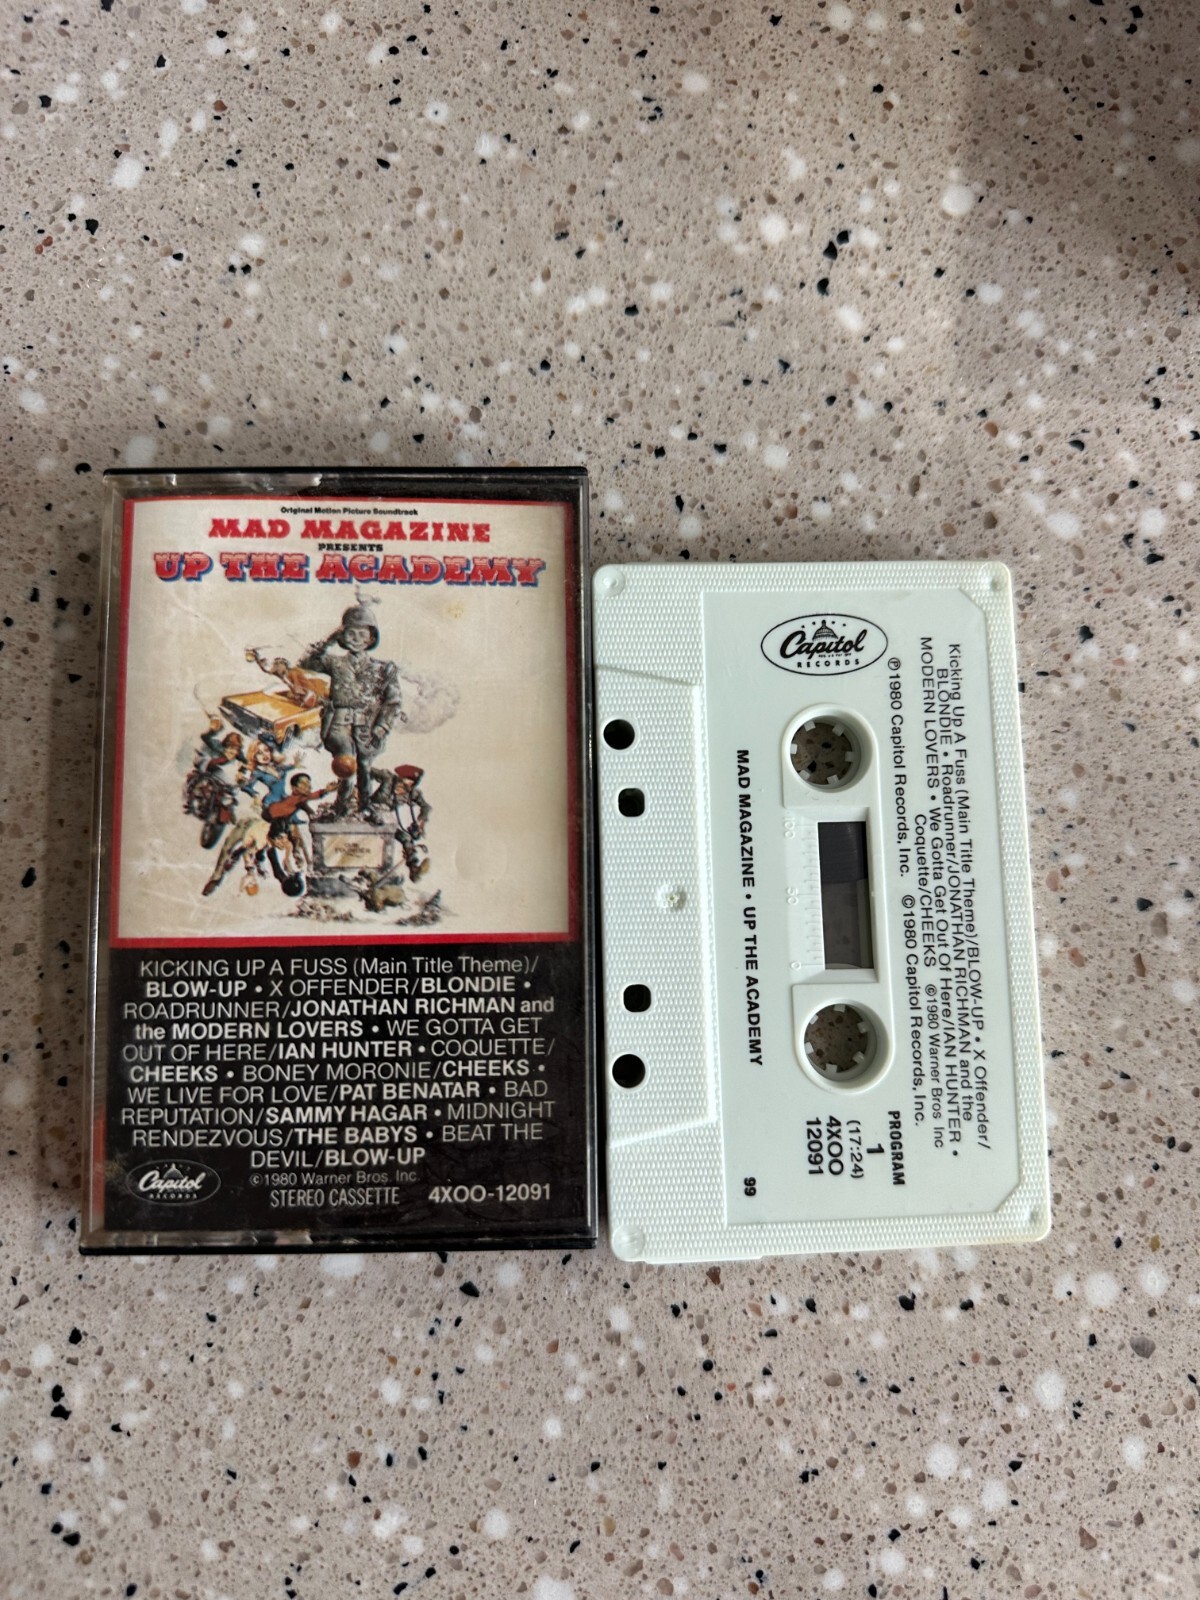 Original Motion Picture Soundtrack
MAD MAGAZINE
PRESENTS
UP THE ACADEMY
KICKING UP A FUSS (Main Title Theme)/
BLOW-UP • X OFFENDER/BLONDIE •
ROADRUNNER/JONATHAN RICHMAN and
the MODERN LOVERS • WE GOTTA GET
OUT OF HERE/IAN HUNTER • COQUETTE/
CHEEKS • BONEY MORONIE/CHEEKS •
WE LIVE FOR LOVE/PAT BENATAR • BAD
REPUTATION/SAMMY HAGAR • MIDNIGHT
RENDEZVOUS/THE BABYS • BEAT THE
DEVIL/BLOW-UP
©1980 Warner Bros. Inc.
Capitol
RECORDS
STEREO CASSETTE 4XOO-12091
Kicking Up A Fuss (Main Title Theme)/BLOW-UP • X Offender/
BLONDIE • Roadrunner/JONATHAN RICHMAN and the
MODERN LOVERS • We Gotta Get Out Of Here/IAN HUNTER •
Coquette/CHEEKS ©1980 Warner Bros Inc
℗1980 Capitol Records, Inc. ©1980 Capitol Records, Inc.
Capitol
RECORDS
PROGRAM
1
(17:24)
4XOO
12091
100 50 0
MAD MAGAZINE • UP THE ACADEMY
99